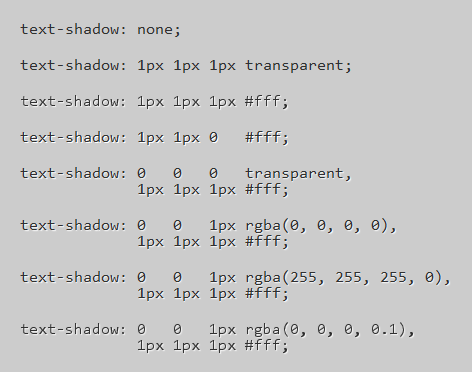 text-shadow: none;
text-shadow: 1px 1px 1px transparent;
text-shadow: 1px 1px 1px #fff;
text-shadow: 1px 1px 0   #fff;
text-shadow: 0   0   0   transparent,
             1px 1px 1px #fff;
text-shadow: 0   0   1px rgba(0, 0, 0, 0),
             1px 1px 1px #fff;
text-shadow: 0   0   1px rgba(255, 255, 255, 0),
             1px 1px 1px #fff;
text-shadow: 0   0   1px rgba(0, 0, 0, 0.1),
             1px 1px 1px #fff;